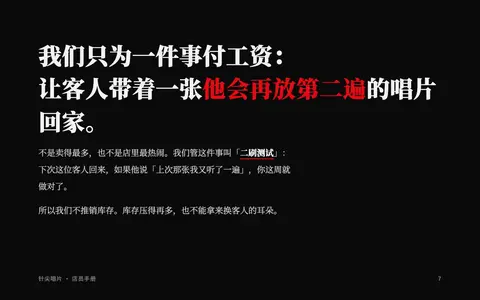 我们只为一件事付工资：
让客人带着一张他会再放第二遍的唱片
回家。
不是卖得最多，也不是店里最热闹。我们管这件事叫「二刷测试」：
下次这位客人回来，如果他说「上次那张我又听了一遍」，你这周就
做对了。
所以我们不推销库存。库存压得再多，也不能拿来换客人的耳朵。
针尖唱片 · 店员手册
7